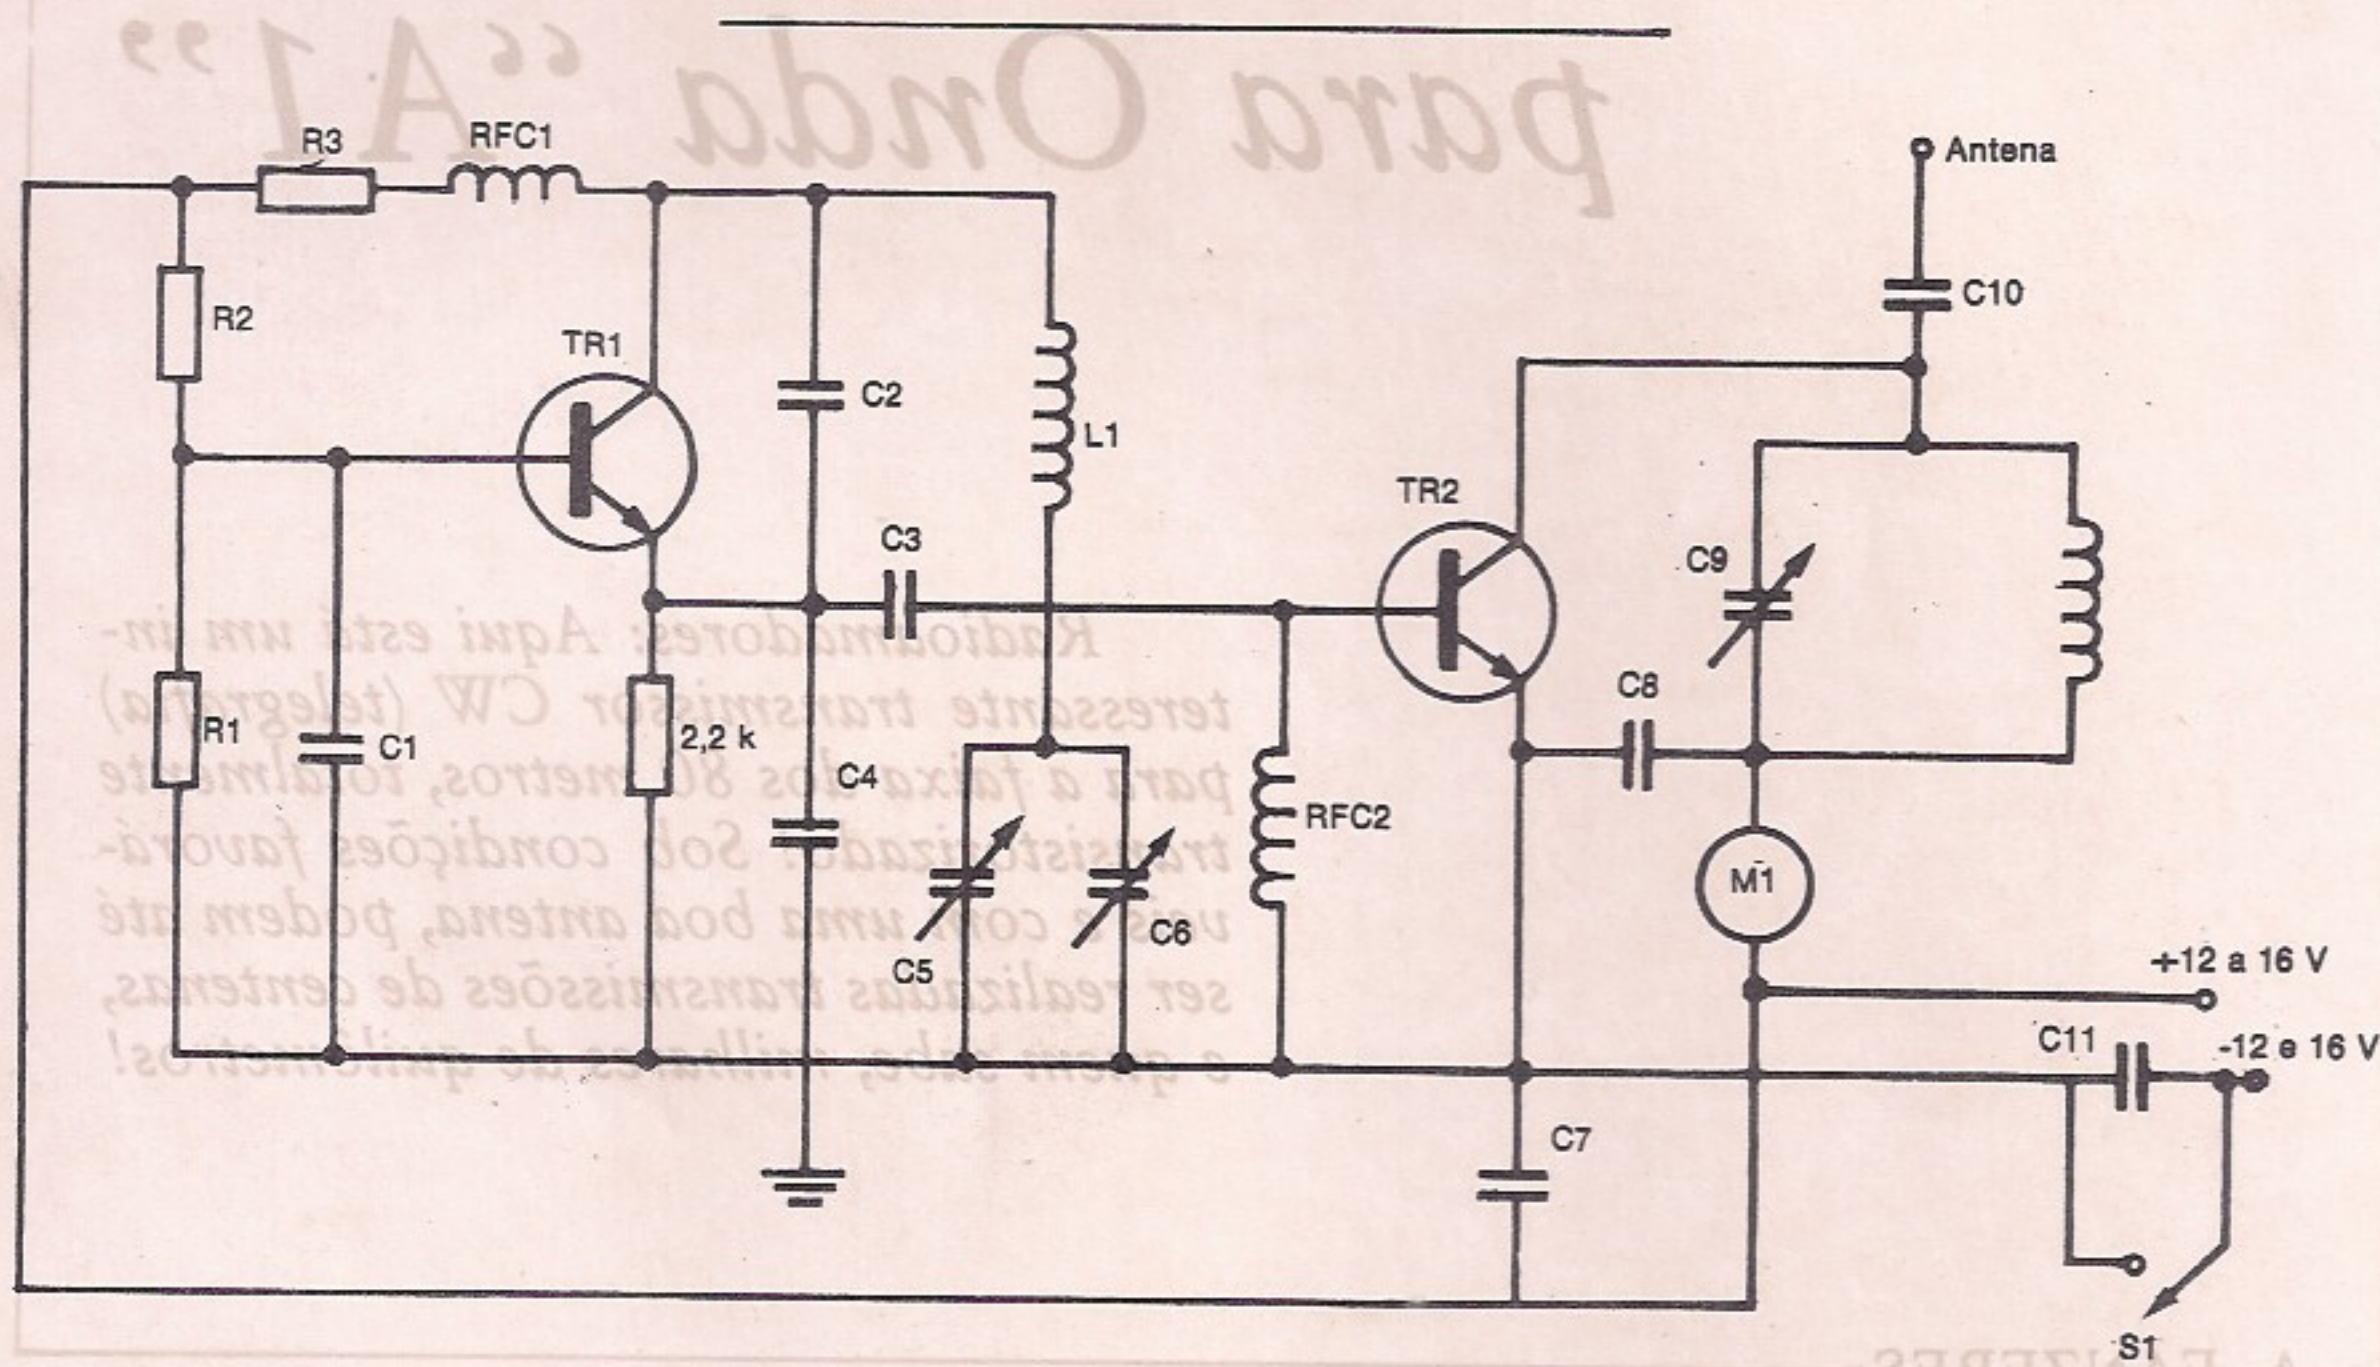 para Onda “A1”
R3
RFC1
Antena
R2
C10
TR1
C2
L1
TR2
C3
C9
Radioamadores: Aqui está um in-
teressante transmissor CW (telegrafia)
para a faixa dos 80 metros, totalmente
transistorizado. Sob condições favorá-
veis e com uma boa antena, podem até
ser realizadas transmissões de centenas,
e quem sabe, milhares de quilômetros!
R1
C1
2,2 k
C4
C8
RFC2
M1
C5
C6
+12 a 16 V
C11
-12 e 16 V
C7
S1
A. FANZERES